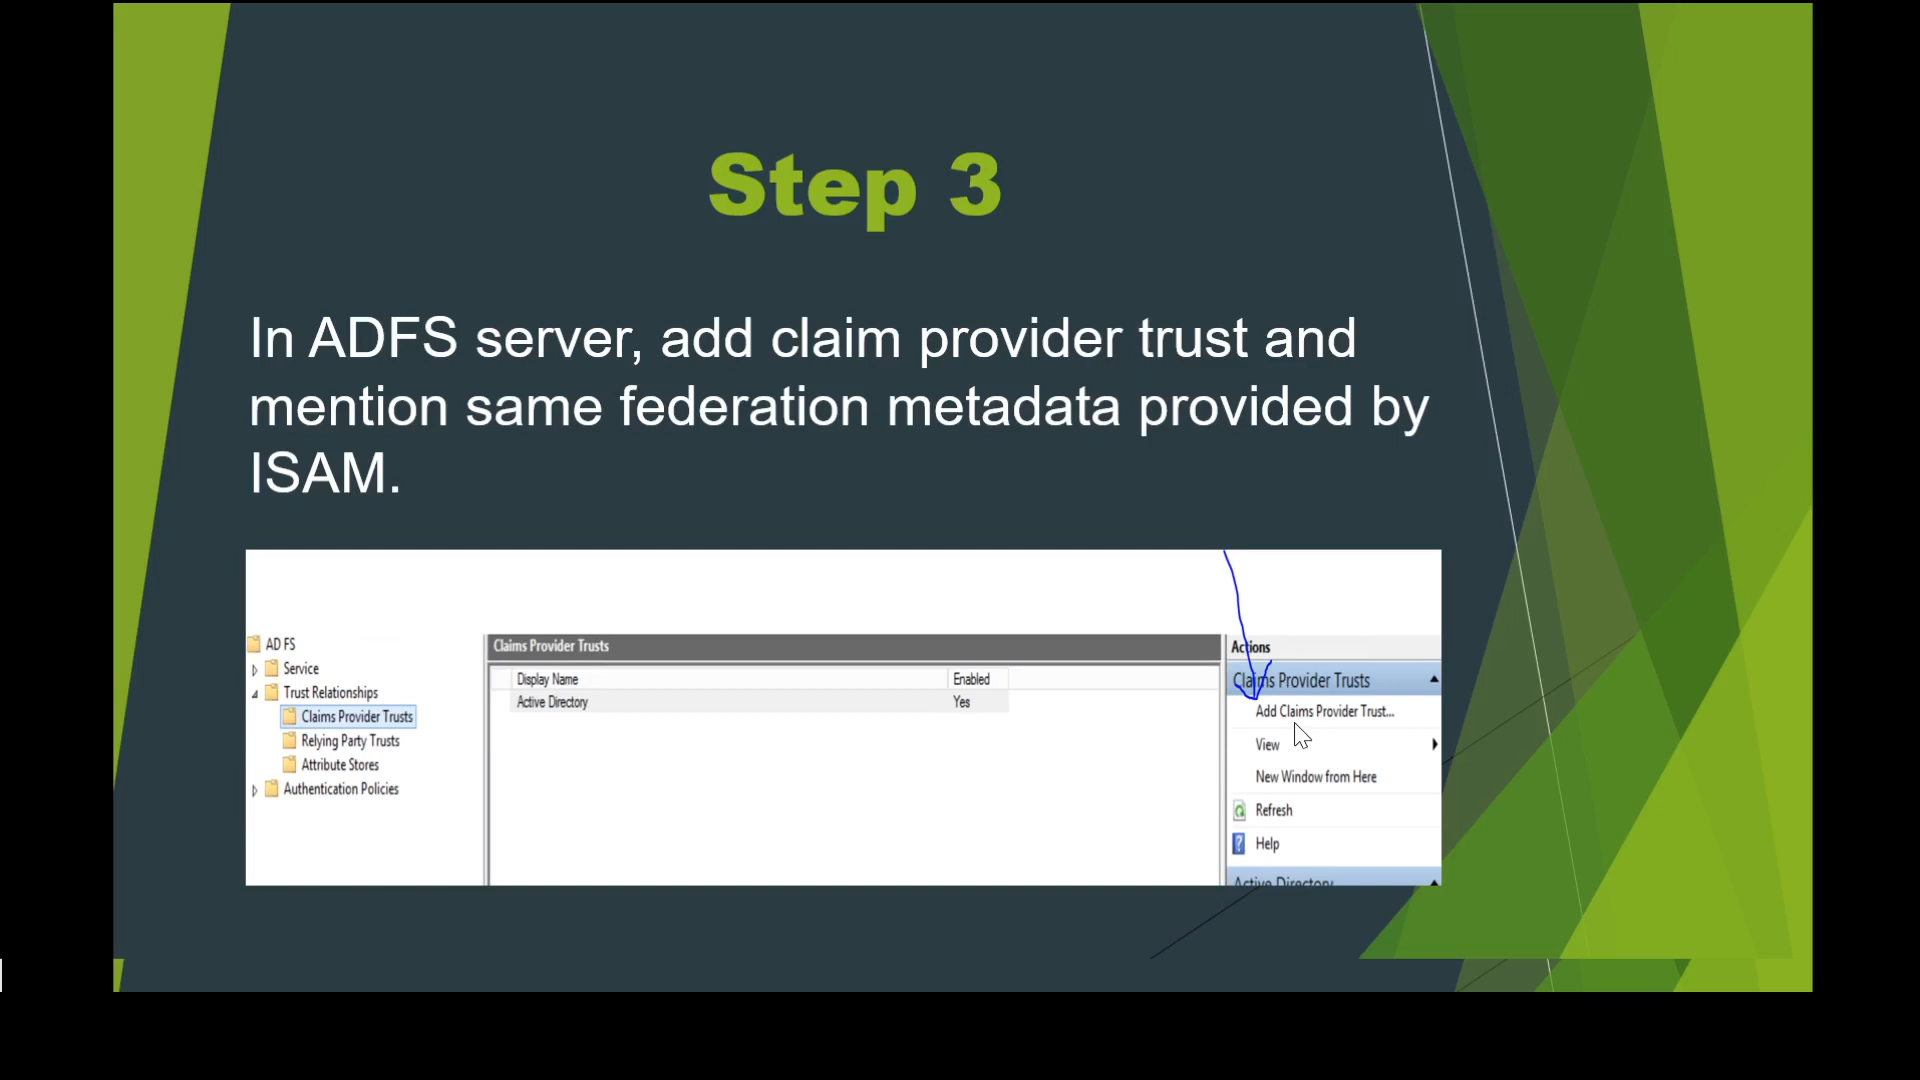 Step 3
In ADFS server, add claim provider trust and
mention same federation metadata provided by
ISAM.
AD FS
Service
Trust Relationships
Claims Provider Trusts
Relying Party Trusts
Attribute Stores
Authentication Policies
Claims Provider Trusts
Display Name Enabled
Active Directory Yes
Actions
Claims Provider Trusts
Add Claims Provider Trust...
View
New Window from Here
Refresh
Help
Active Directory